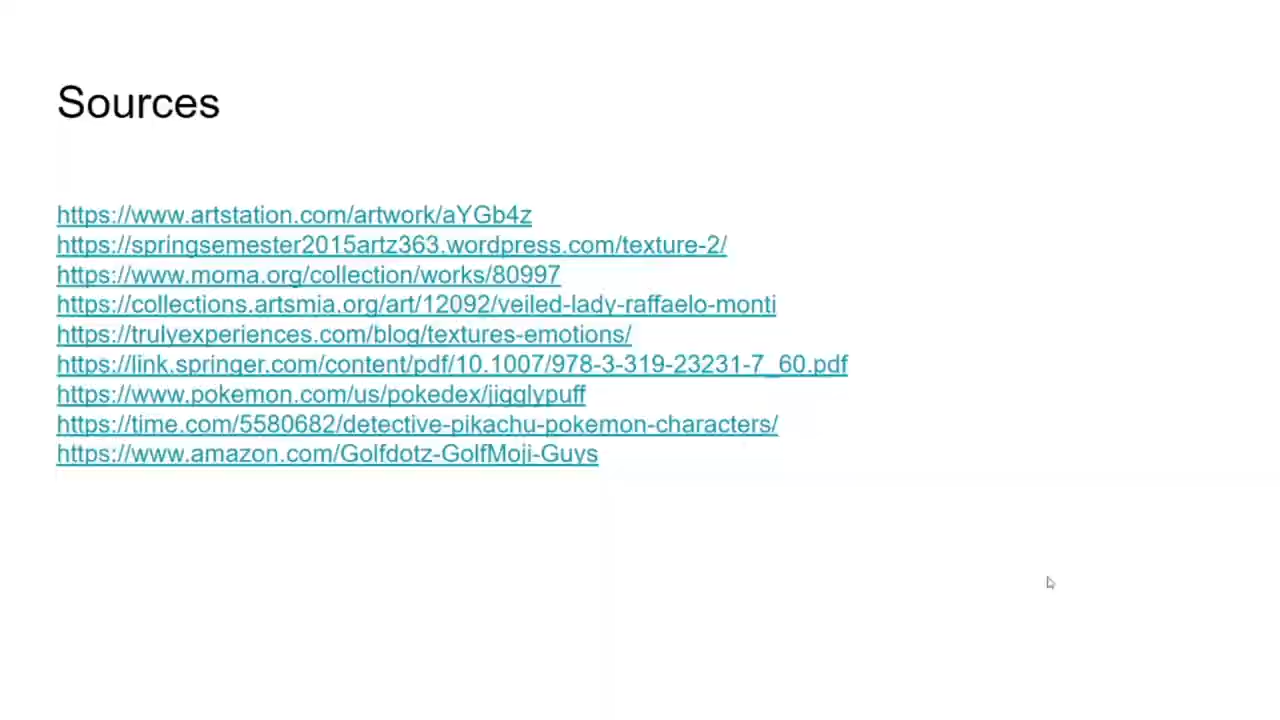 Sources
https://www.artstation.com/artwork/aYGb4z
https://springsemester2015artz363.wordpress.com/texture-2/
https://www.moma.org/collection/works/80997
https://collections.artsmia.org/art/12092/veiled-lady-raffaelo-monti
https://trulyexperiences.com/blog/textures-emotions/
https://link.springer.com/content/pdf/10.1007/978-3-319-23231-7_60.pdf
https://www.pokemon.com/us/pokedex/jigglypuff
https://time.com/5580682/detective-pikachu-pokemon-characters/
https://www.amazon.com/Golfdotz-GolfMoji-Guys